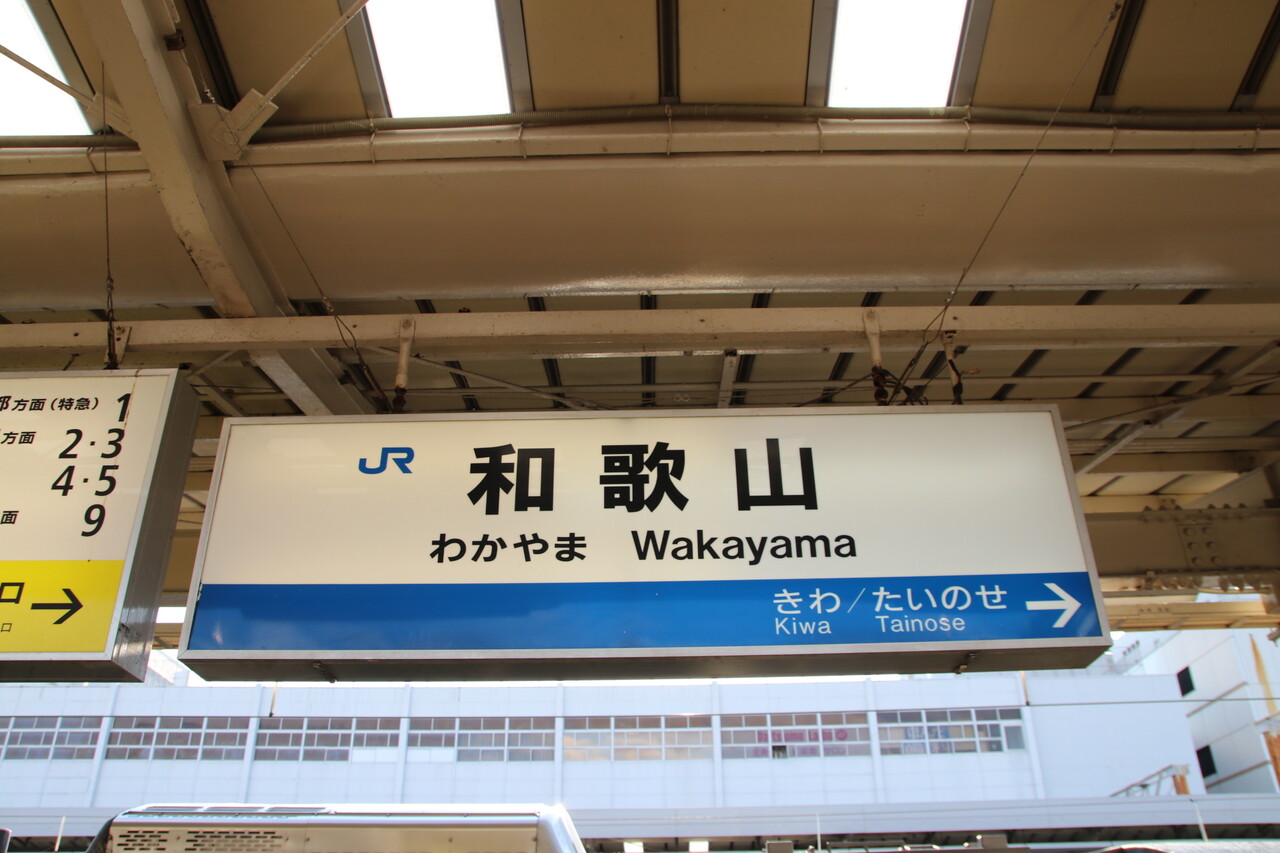 方面(特急) 1
方面 2・3
4・5
面 9
口
口
JR 和歌山
わかやま Wakayama
きわ/たいのせ
Kiwa Tainose